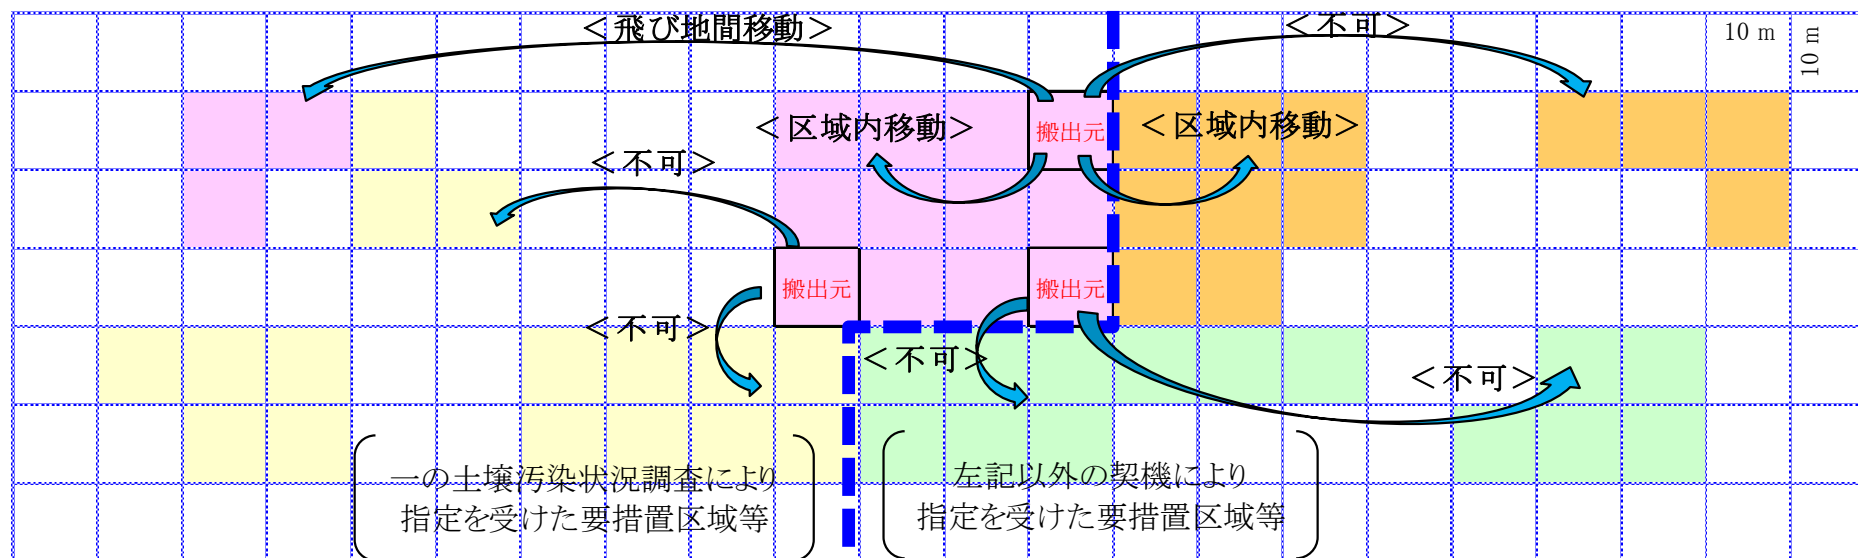 ＜飛び地間移動＞
＜不可＞
10 m
10 m
＜区域内移動＞
搬出元
＜区域内移動＞
＜不可＞
搬出元
搬出元
＜不可＞
＜不可＞
＜不可＞
一の土壌汚染状況調査により
指定を受けた要措置区域等
左記以外の契機により
指定を受けた要措置区域等